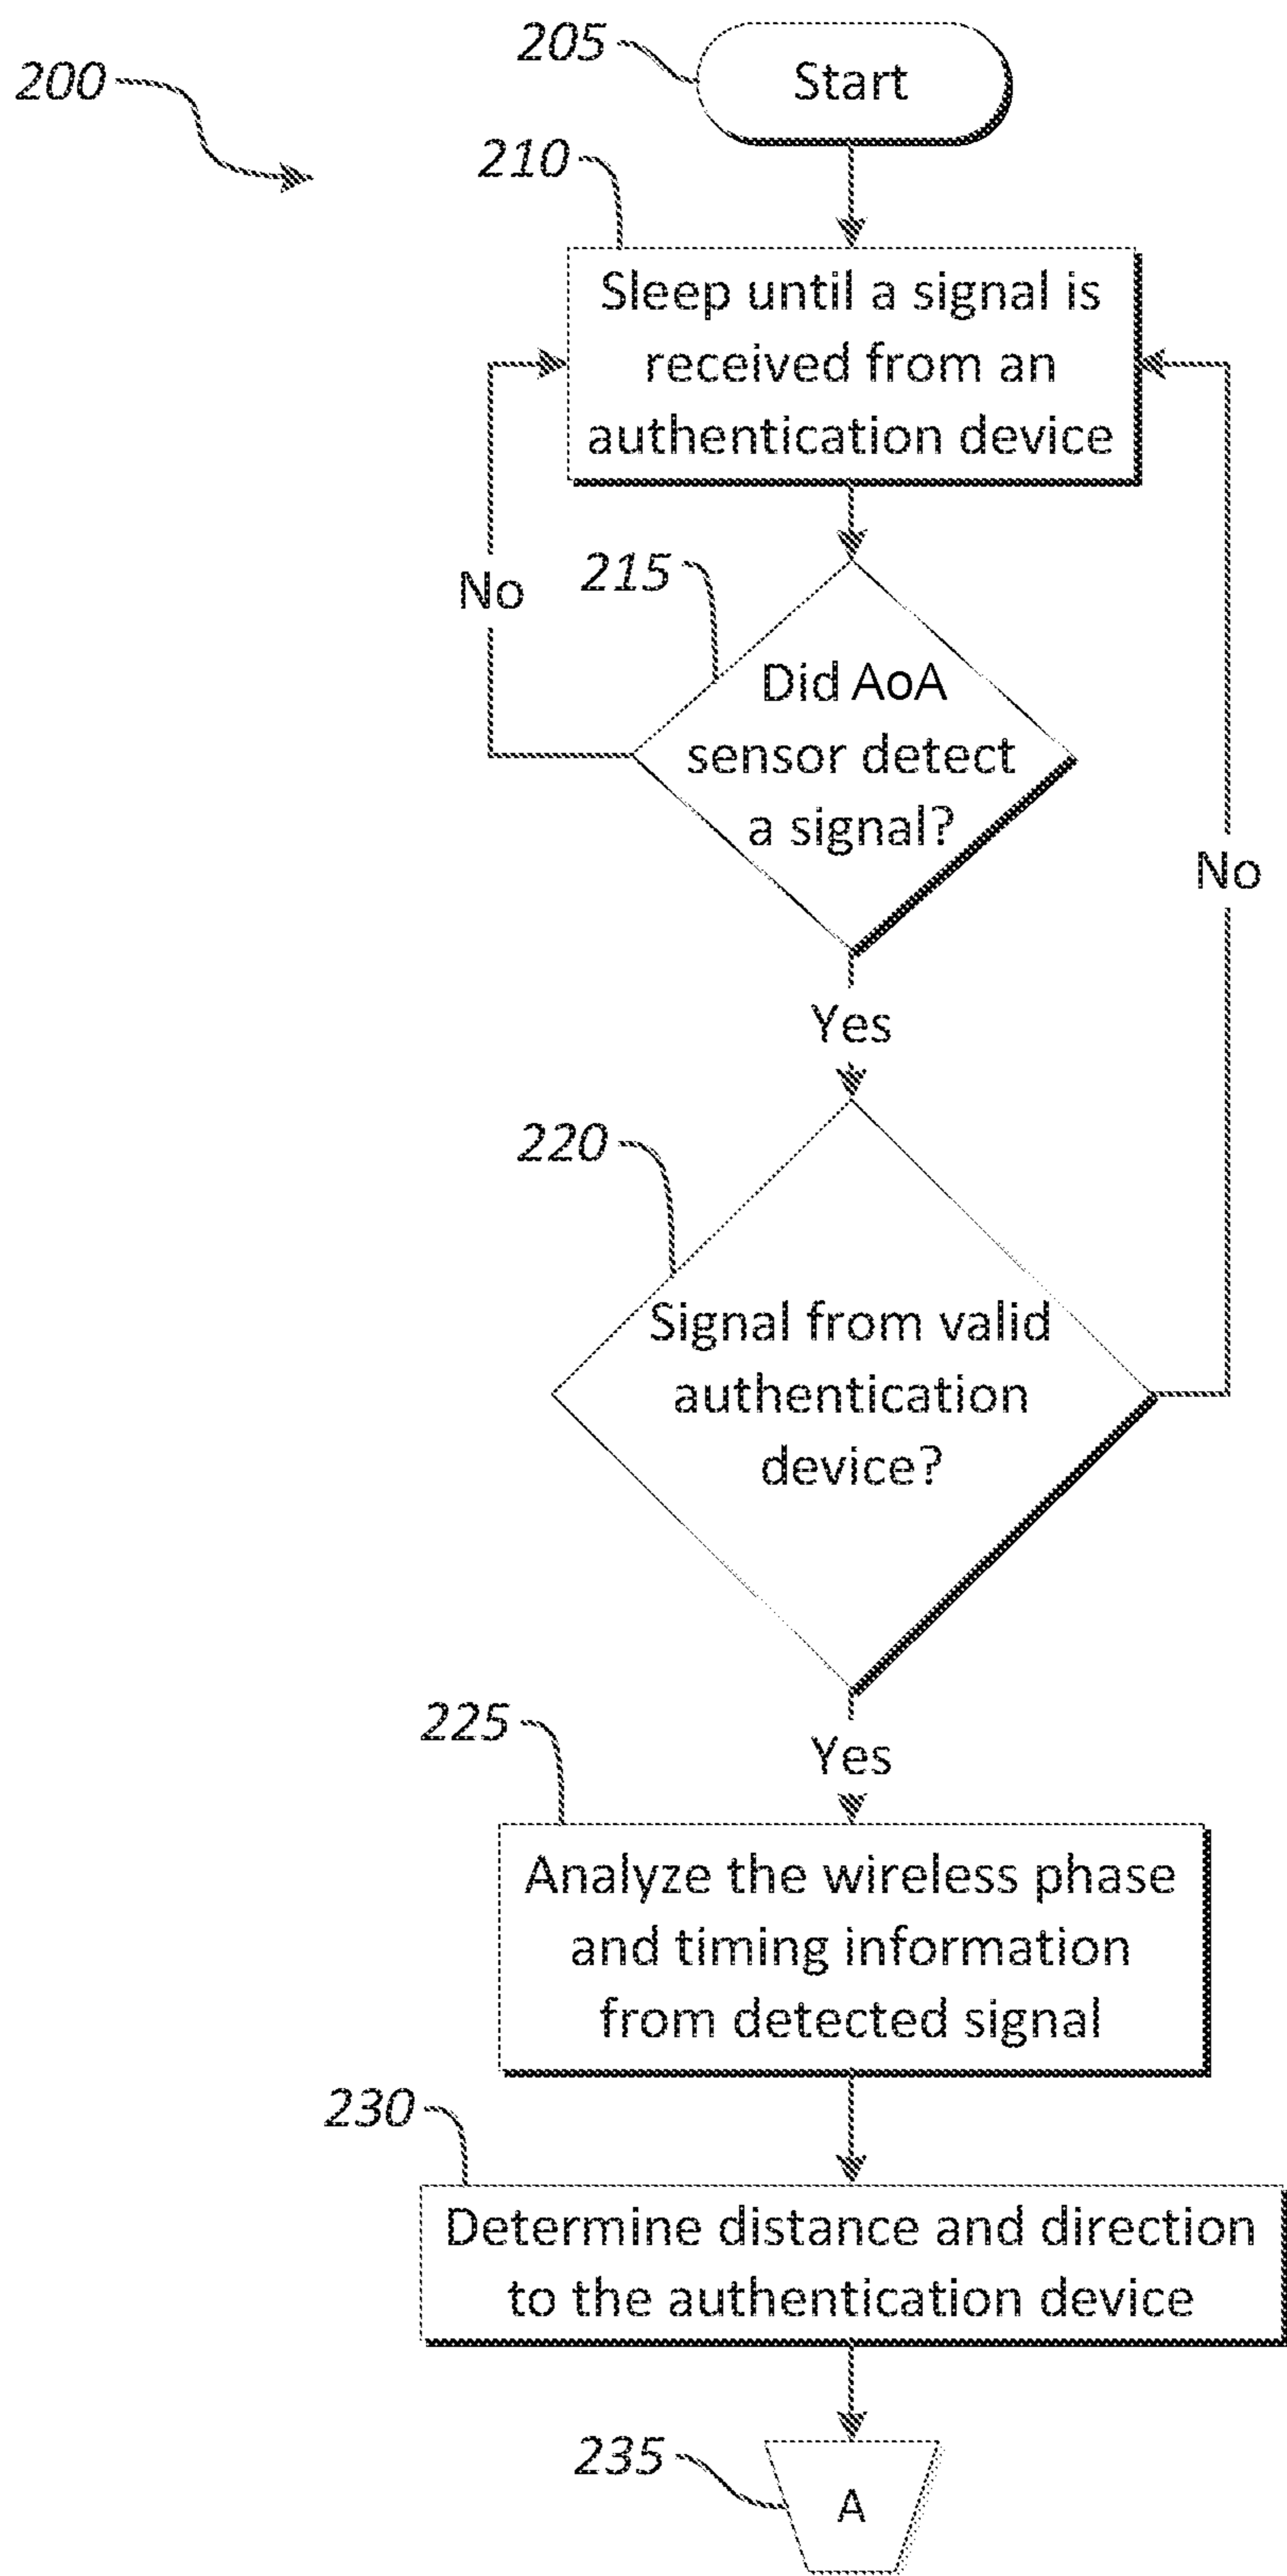 205
Start
200
210
Sleep until a signal is
received from an
authentication device
No
215
Did AoA
sensor detect
a signal?
No
Yes
220
Signal from valid
authentication
device?
225
Yes
Analyze the wireless phase
and timing information
from detected signal
230
Determine distance and direction
to the authentication device
235
A